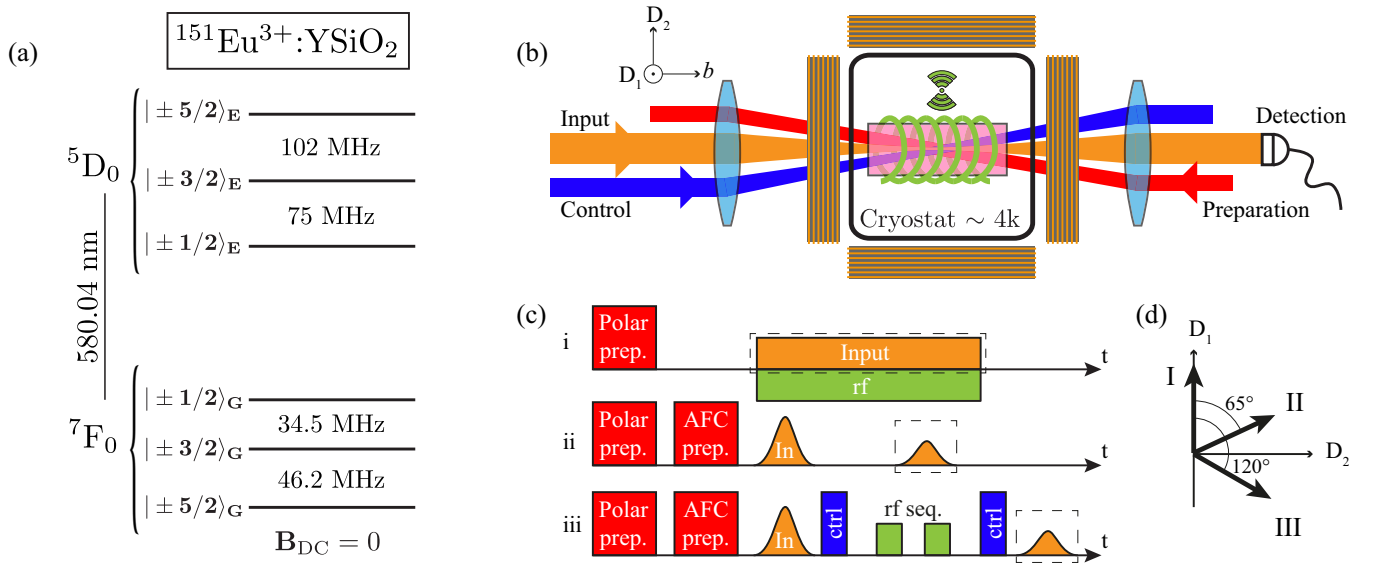 (a)
¹⁵¹Eu³⁺:YSiO₂
| ± 5/2⟩E
102 MHz
⁵D₀
| ± 3/2⟩E
75 MHz
| ± 1/2⟩E
580.04 nm
| ± 1/2⟩G
34.5 MHz
⁷F₀
| ± 3/2⟩G
46.2 MHz
| ± 5/2⟩G
B_DC = 0
(b)
D₂
D₁
b
Input
Control
Cryostat ∼ 4k
Detection
Preparation
(c)
i
Polar
prep.
Input
rf
t
ii
Polar
prep.
AFC
prep.
In
t
iii
Polar
prep.
AFC
prep.
In
ctrl
rf seq.
ctrl
t
(d)
D₁
I
65°
II
D₂
120°
III